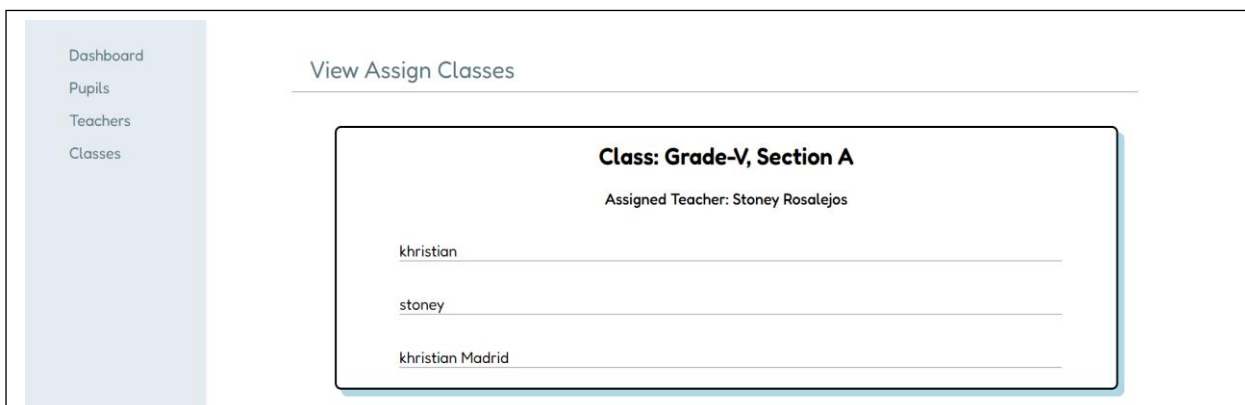 Dashboard
Pupils
Teachers
Classes
View Assign Classes
Class: Grade-V, Section A
Assigned Teacher: Stoney Rosalejos
khristian
stoney
khristian Madrid